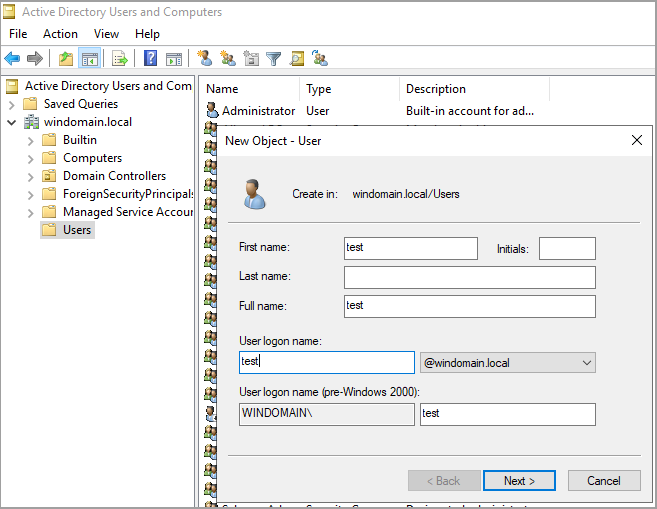 Active Directory Users and Computers
File Action View Help
Active Directory Users and Com
Saved Queries
windomain.local
Builtin
Computers
Domain Controllers
ForeignSecurityPrincipals
Managed Service Accour
Users
Name Type Description
Administrator User Built-in account for ad...
New Object - User
Create in: windomain.local/Users
First name: test Initials:
Last name:
Full name: test
User logon name:
test @windomain.local
User logon name (pre-Windows 2000):
WINDOMAIN\ test
< Back Next > Cancel